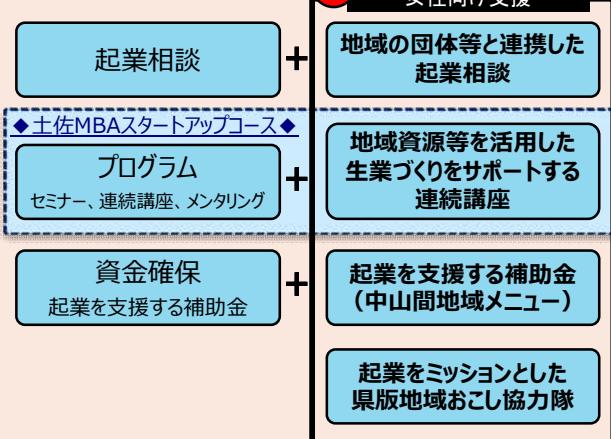 女性向け支援
起業相談
+
地域の団体等と連携した
起業相談
◆土佐MBAスタートアップコース◆
プログラム
セミナー、連続講座、メンタリング
+
地域資源等を活用した
生業づくりをサポートする
連続講座
資金確保
起業を支援する補助金
+
起業を支援する補助金
（中山間地域メニュー）
起業をミッションとした
県版地域おこし協力隊